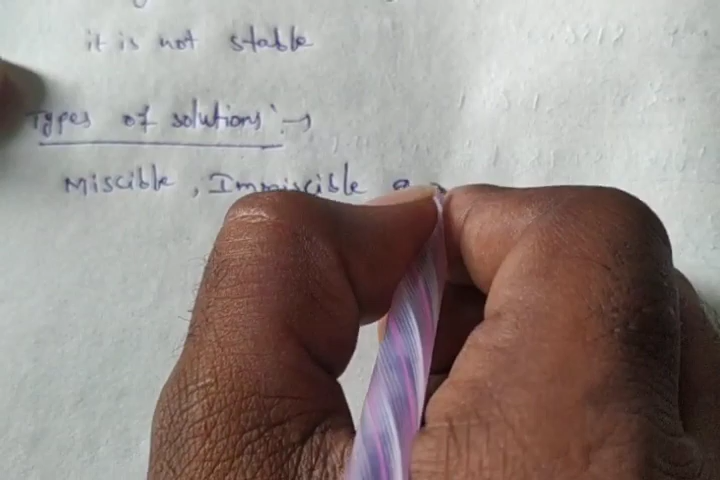 it is not stable
Types of solutions :-
Miscible , Immiscible